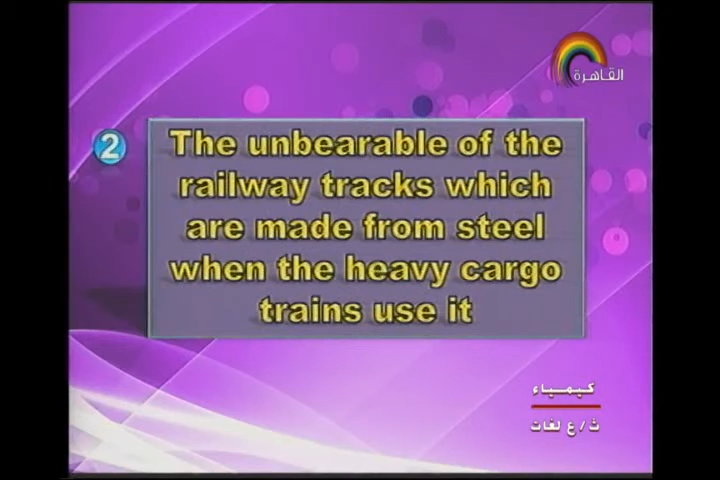 القاهرة
2
The unbearable of the
railway tracks which
are made from steel
when the heavy cargo
trains use it
كيمياء
ث/ع لغات